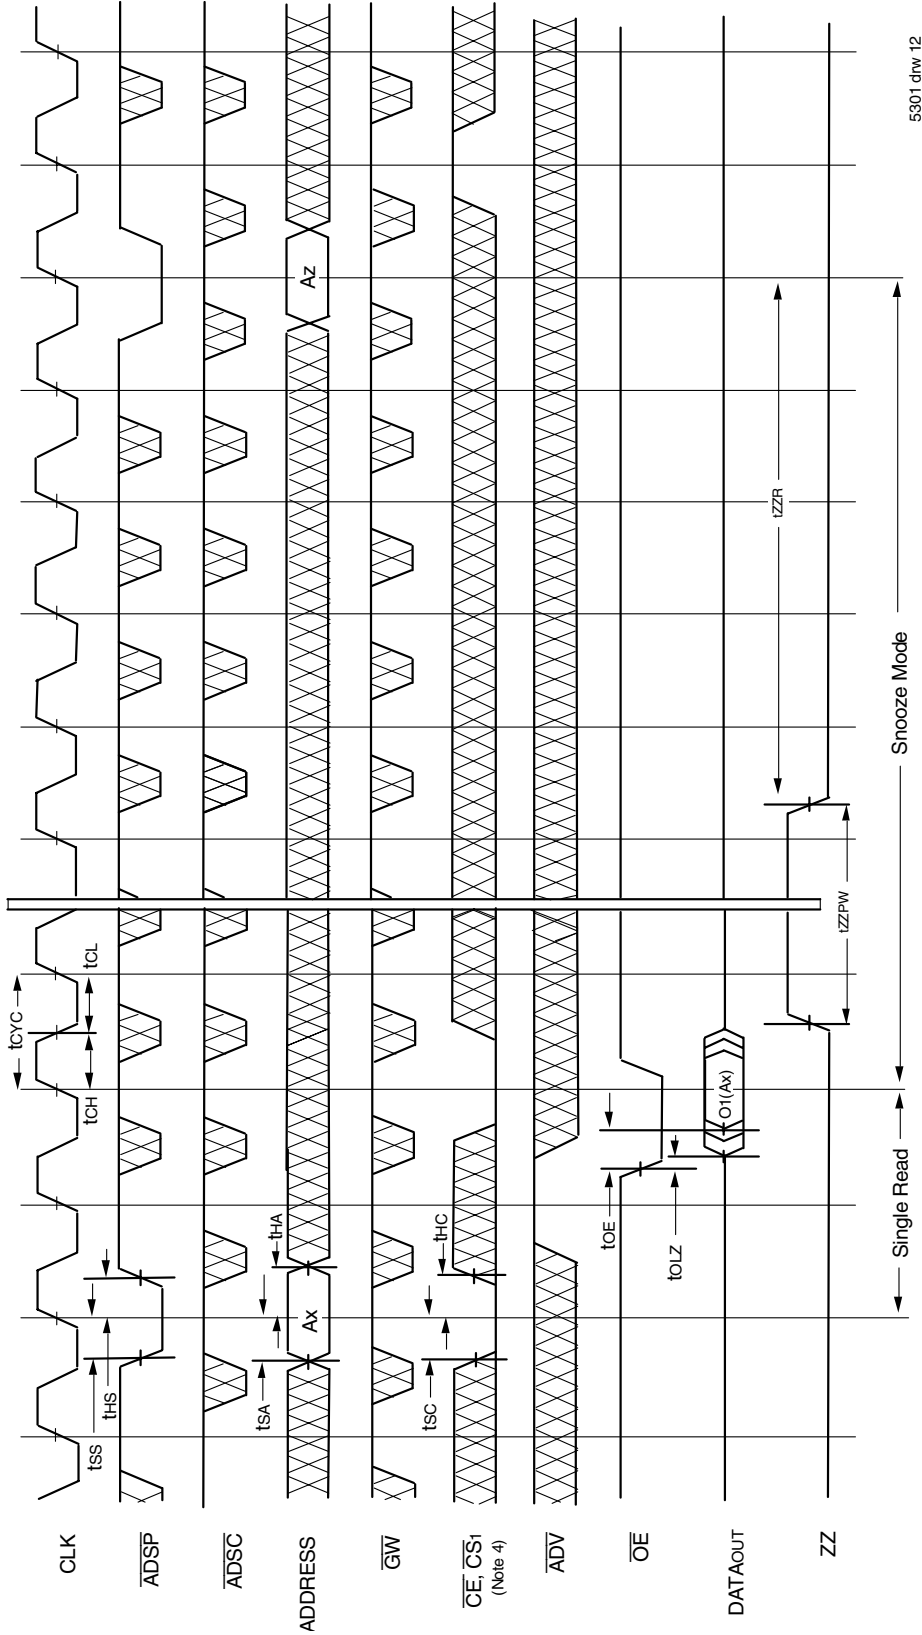 CLK
tCYC
tCH
tCL
tSS
tHS
ADSP
ADSC
ADDRESS
tSA
tHA
Ax
Az
GW
CE, CS1
(Note 4)
tSC
tHC
ADV
OE
tOE
tOLZ
DATAOUT
O1(Ax)
ZZ
tZZPW
tZZR
Single Read
Snooze Mode
5301 drw 12